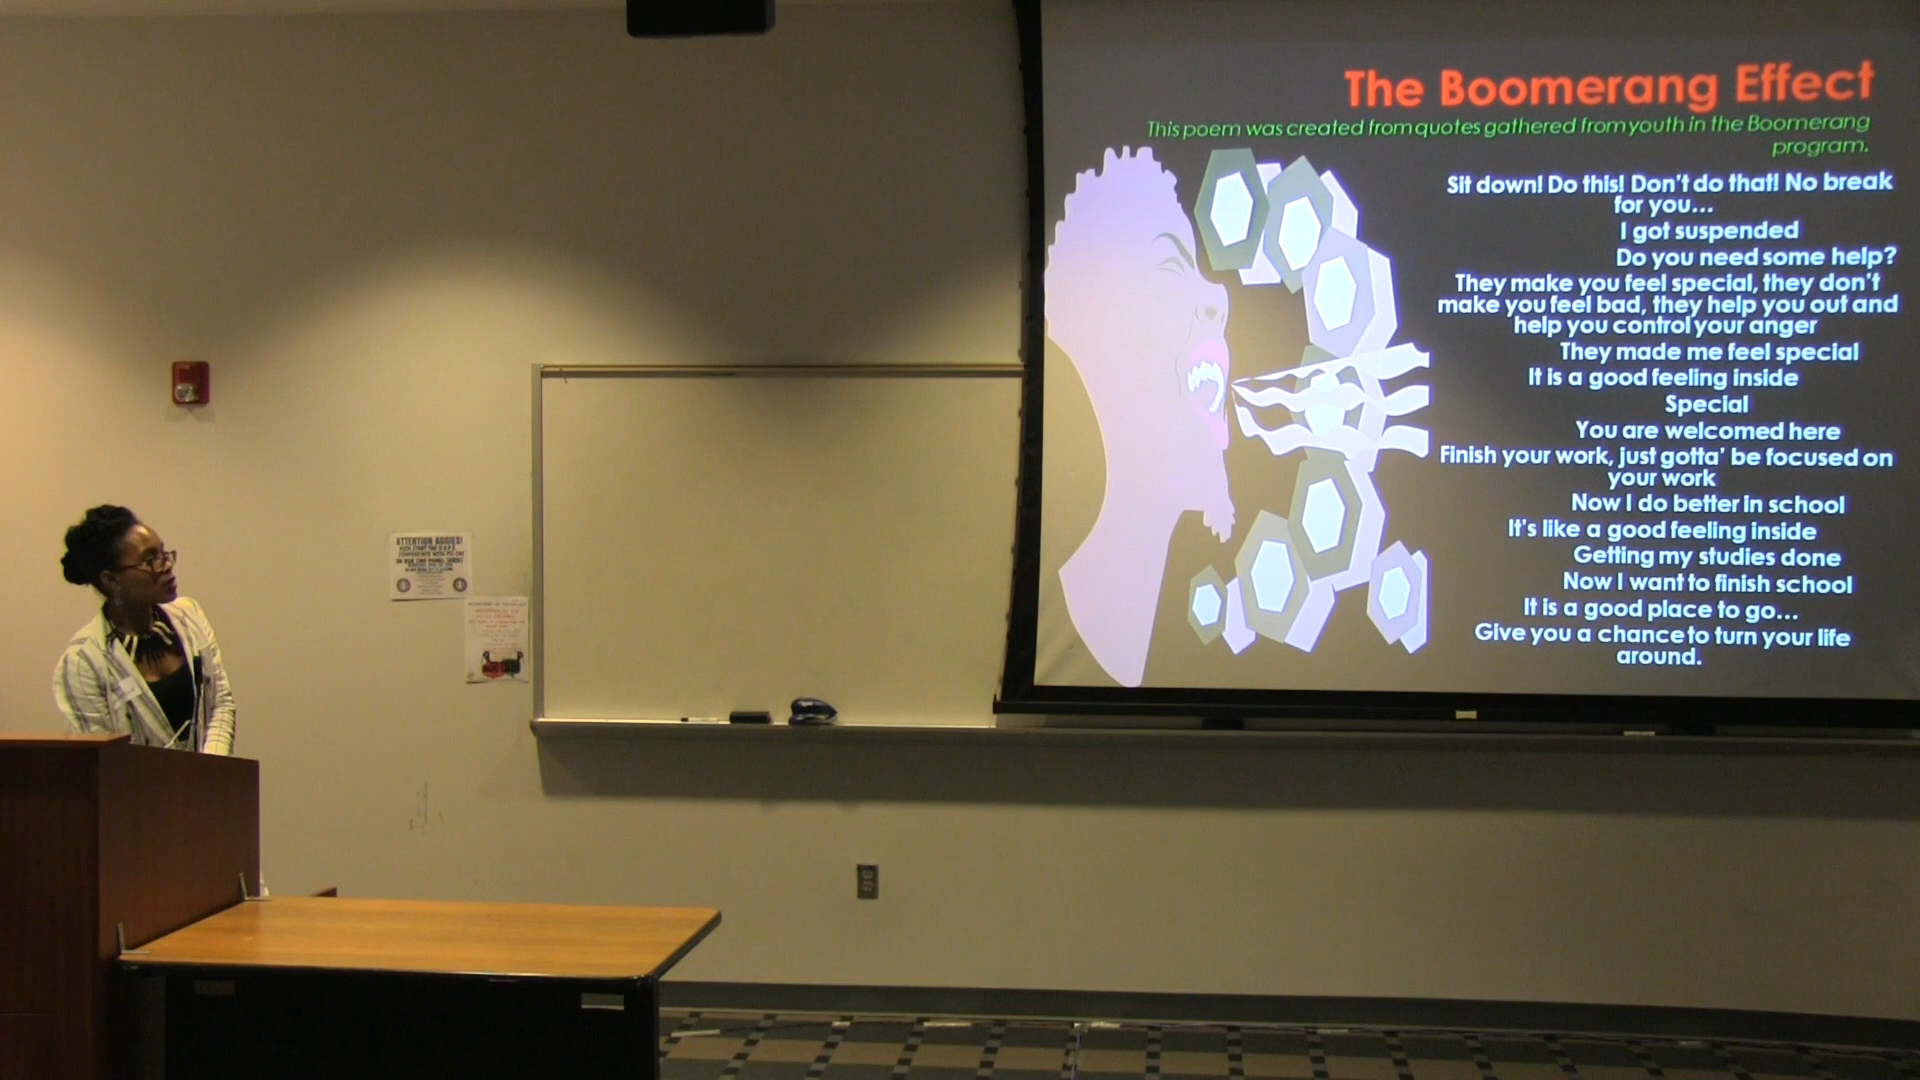 The Boomerang Effect
This poem was created from quotes gathered from youth in the Boomerang
program.
Sit down! Do this! Don't do that! No break
for you...
I got suspended
Do you need some help?
They make you feel special, they don't
make you feel bad, they help you out and
help you control your anger
They made me feel special
It is a good feeling inside
Special
You are welcomed here
Finish your work, just gotta' be focused on
your work
Now I do better in school
It's like a good feeling inside
Getting my studies done
Now I want to finish school
It is a good place to go...
Give you a chance to turn your life
around.
ATTENTION AGGIES!